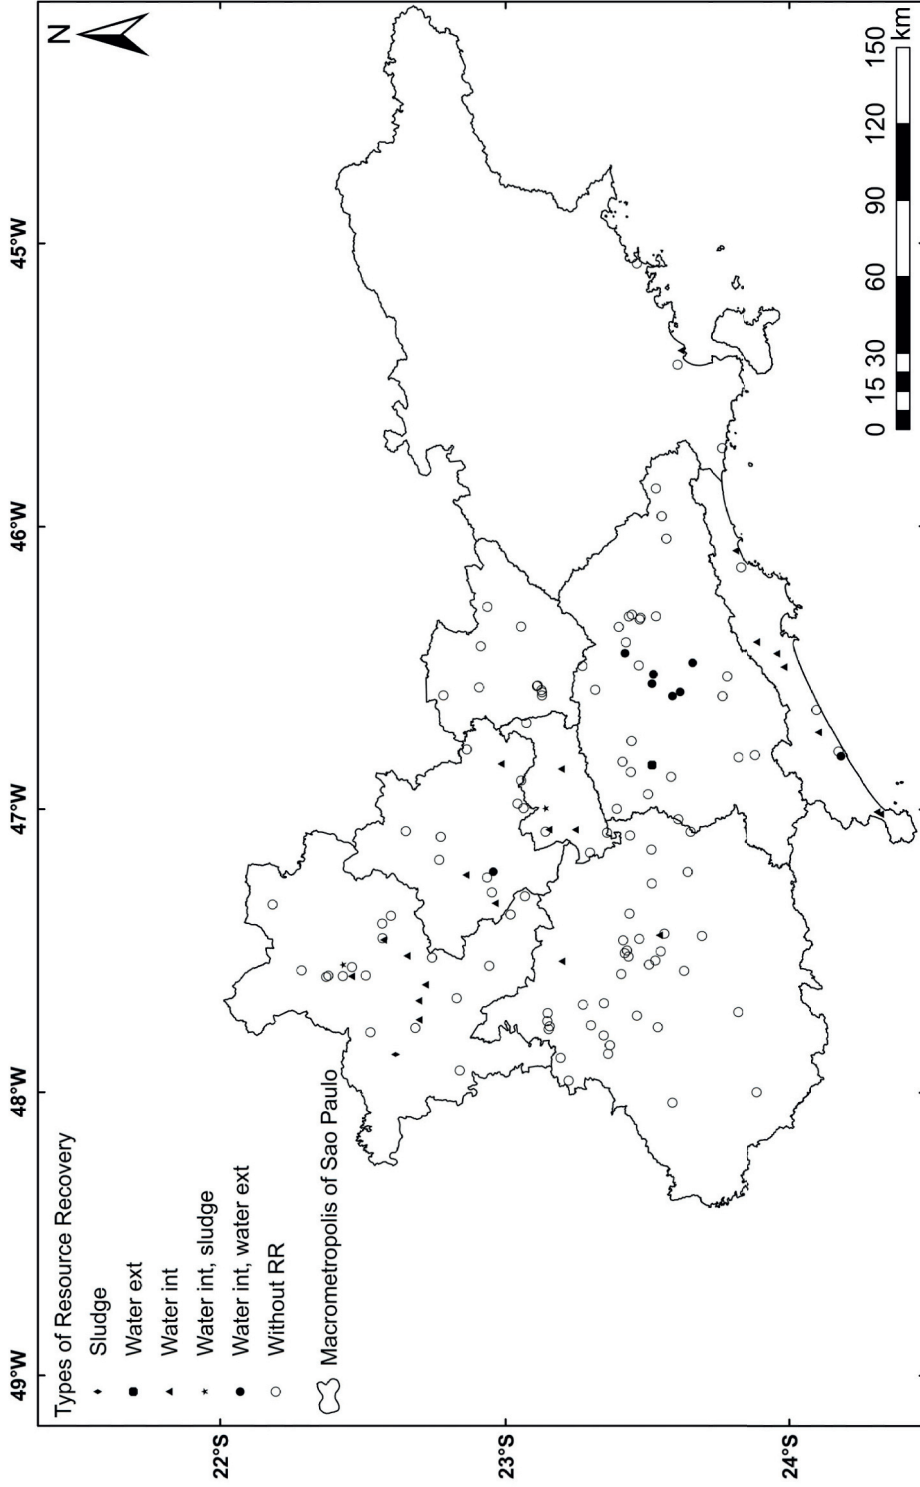 49°W
48°W
47°W
46°W
45°W
N
22°S
23°S
24°S
Types of Resource Recovery
Sludge
Water ext
Water int
Water int, sludge
Water int, water ext
Without RR
Macrometropolis of Sao Paulo
0 15 30 60 90 120 150
km